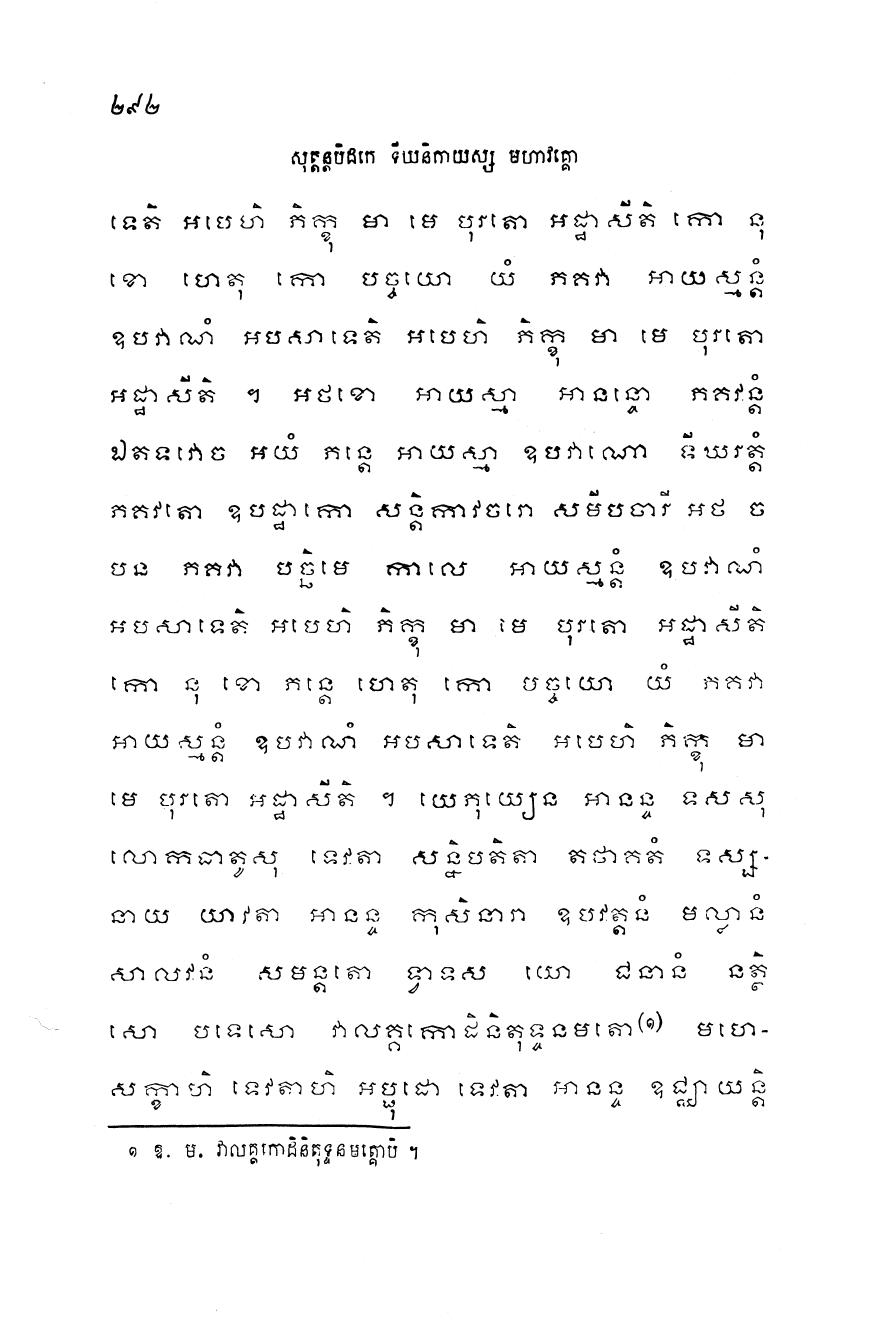 ២៩២
សុត្តន្តបិដកេ ទីឃនិកាយស្ស មហាវគ្គោ
ទេតិ អបេហិ ភិក្ខុ មា មេ បុរតោ អដ្ឋាសីតិ កោ នុ
ខោ ហេតុ កោ បច្ចយោ យំ ភគវា អាយស្មន្តំ
ឧបវាណំ អបសាទេតិ អបេហិ ភិក្ខុ មា មេ បុរតោ
អដ្ឋាសីតិ ។ អថខោ អាយស្មា អានន្ទោ ភគវន្តំ
ឯតទវោច អយំ ភន្តេ អាយស្មា ឧបវាណោ ទីឃរត្តំ
ភគវតោ ឧបដ្ឋាកោ សន្តិកាវចរោ សមីបចារី អថ ច
បន ភគវា បច្ឆិមេ កាលេ អាយស្មន្តំ ឧបវាណំ
អបសាទេតិ អបេហិ ភិក្ខុ មា មេ បុរតោ អដ្ឋាសីតិ
កោ នុ ខោ ភន្តេ ហេតុ កោ បច្ចយោ យំ ភគវា
អាយស្មន្តំ ឧបវាណំ អបសាទេតិ អបេហិ ភិក្ខុ មា
មេ បុរតោ អដ្ឋាសីតិ ។ យេភុយ្យេន អានន្ទ ទសសុ
លោកធាតូសុ ទេវតា សន្និបតិតា តថាគតំ ទស្ស-
នាយ យាវតា អានន្ទ កុសិនារា ឧបវត្តនំ មល្លានំ
សាលវនំ សមន្តតោ ទ្វាទស យោ ជនានំ នត្ថិ
សោ បទេសោ វាលគ្គកោដិនិតុទ្ទនមតោ(១) មហេ-
សក្ខាហិ ទេវតាហិ អប្ផុដោ ទេវតា អានន្ទ ឧជ្ឈាយន្តិ
១ ឱ. ម. វាលគ្គកោដិនិតុទ្ទនមត្តោបិ ។